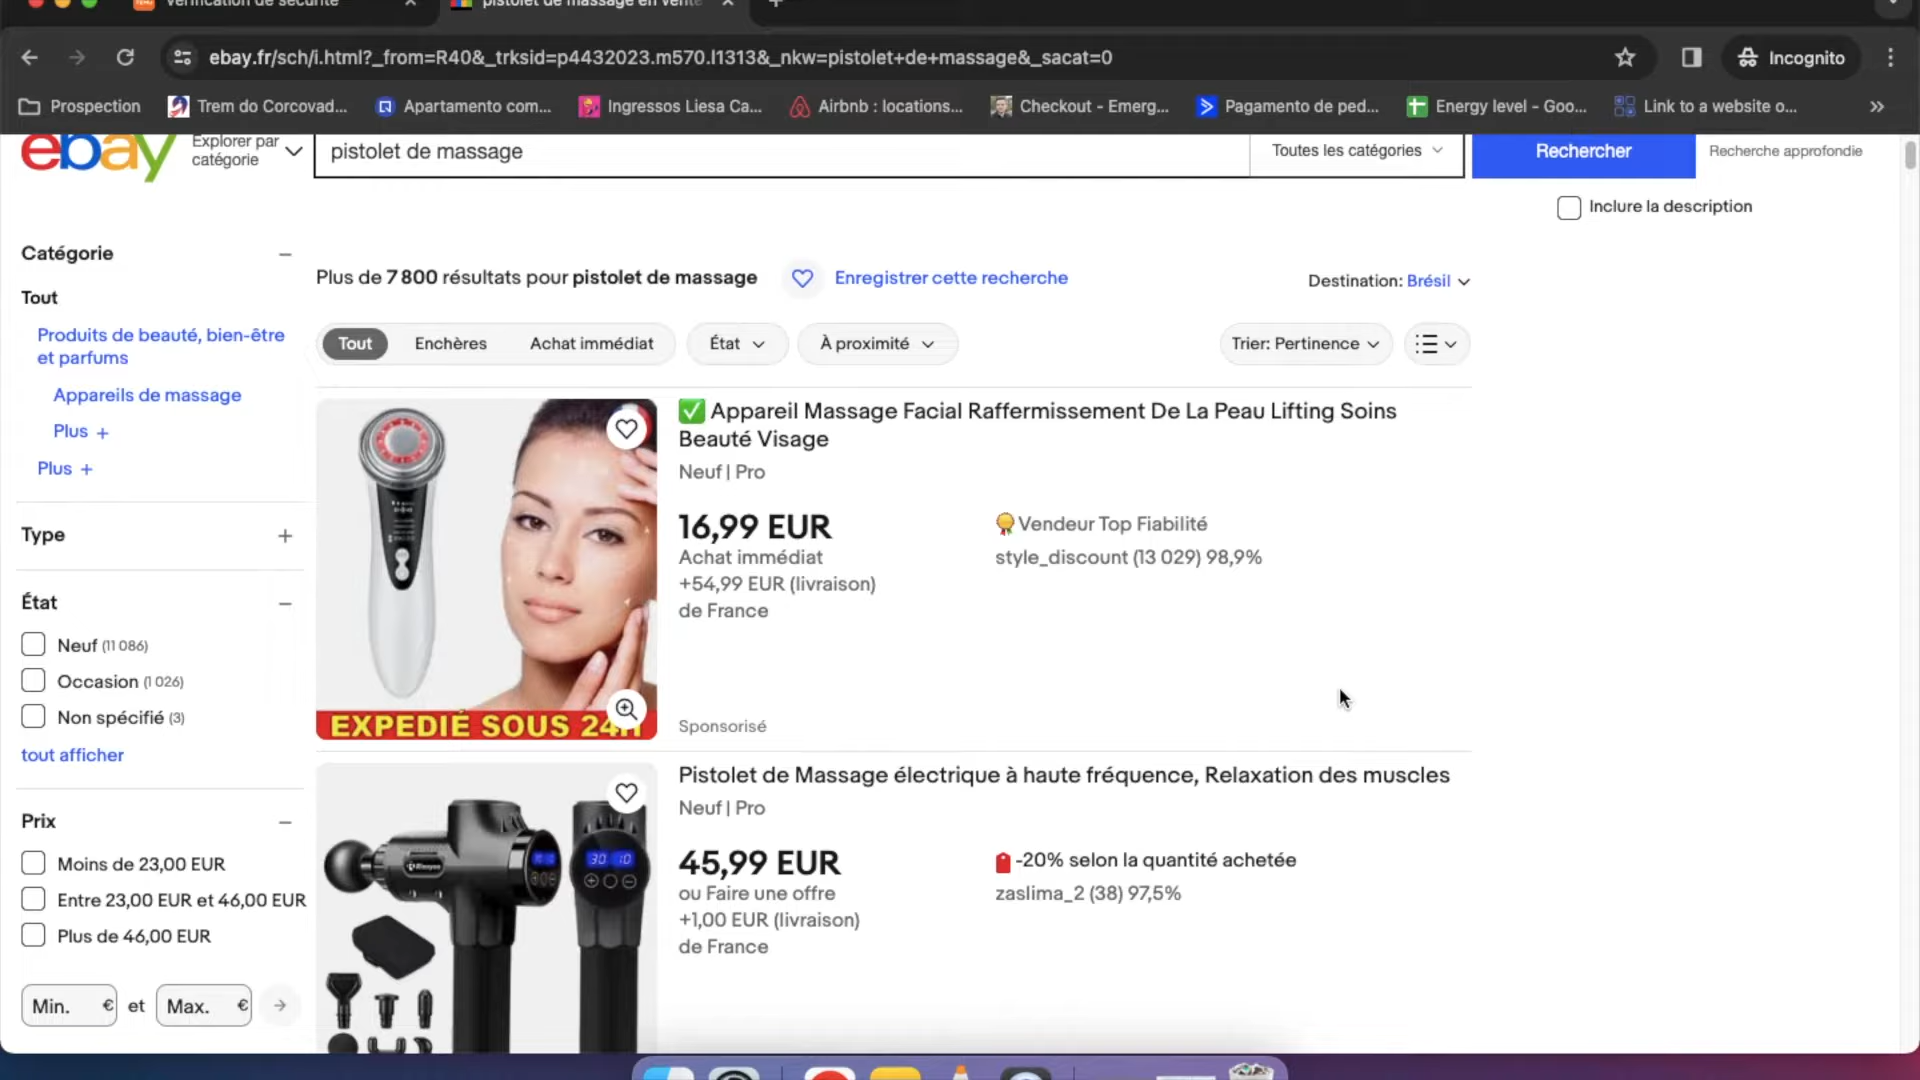 Vérification de sécurité
pistolet de massage en vente
ebay.fr/sch/i.html?_from=R40&_trksid=p4432023.m570.l1313&_nkw=pistolet+de+massage&_sacat=0
Incognito
Prospection
Trem do Corcovad...
Apartamento com...
Ingressos Liesa Ca...
Airbnb : locations...
Checkout - Emerg...
Pagamento de ped...
Energy level - Goo...
Link to a website o...
ebay
Explorer par
catégorie
pistolet de massage
Toutes les catégories
Rechercher
Recherche approfondie
Inclure la description
Catégorie
Tout
Produits de beauté, bien-être
et parfums
Appareils de massage
Plus +
Plus +
Type
État
Neuf (11 086)
Occasion (1 026)
Non spécifié (3)
tout afficher
Prix
Moins de 23,00 EUR
Entre 23,00 EUR et 46,00 EUR
Plus de 46,00 EUR
Min. € et Max. €
Plus de 7 800 résultats pour pistolet de massage
Enregistrer cette recherche
Destination: Brésil
Tout
Enchères
Achat immédiat
État
À proximité
Trier: Pertinence
EXPEDIÉ SOUS 24H
✅ Appareil Massage Facial Raffermissement De La Peau Lifting Soins
Beauté Visage
Neuf | Pro
16,99 EUR
Achat immédiat
+54,99 EUR (livraison)
de France
Vendeur Top Fiabilité
style_discount (13 029) 98,9%
Sponsorisé
30 10
Pistolet de Massage électrique à haute fréquence, Relaxation des muscles
Neuf | Pro
45,99 EUR
ou Faire une offre
+1,00 EUR (livraison)
de France
-20% selon la quantité achetée
zaslima_2 (38) 97,5%